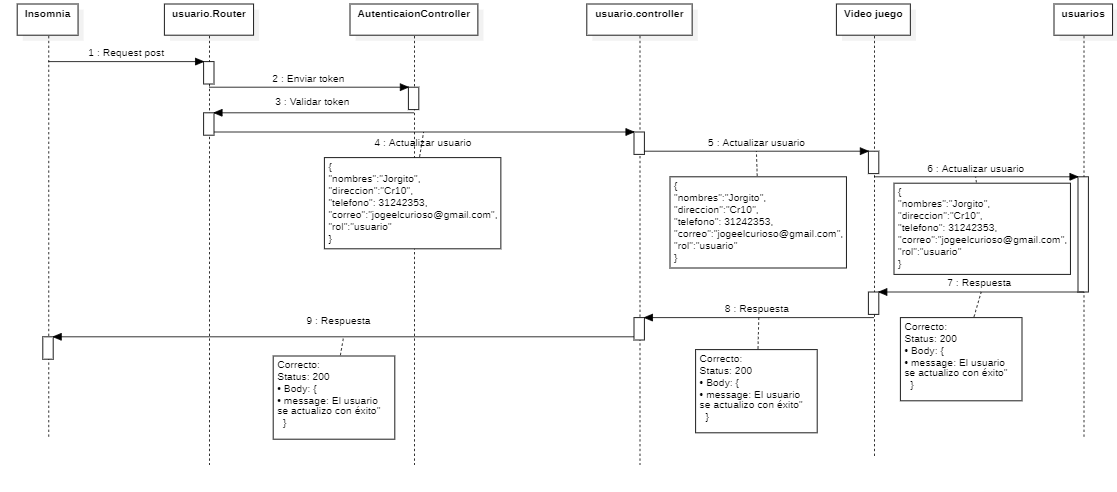 Insomnia
usuario.Router
AutenticaionController
usuario.controller
Video juego
usuarios
1 : Request post
2 : Enviar token
3 : Validar token
4 : Actualizar usuario
{
"nombres":"Jorgito",
"direccion":"Cr10",
"telefono": 31242353,
"correo":"jogeelcurioso@gmail.com",
"rol":"usuario"
}
5 : Actualizar usuario
{
"nombres":"Jorgito",
"direccion":"Cr10",
"telefono": 31242353,
"correo":"jogeelcurioso@gmail.com",
"rol":"usuario"
}
6 : Actualizar usuario
{
"nombres":"Jorgito",
"direccion":"Cr10",
"telefono": 31242353,
"correo":"jogeelcurioso@gmail.com",
"rol":"usuario"
}
7 : Respuesta
Correcto:
Status: 200
• Body: {
• message: El usuario
se actualizo con éxito"
}
8 : Respuesta
Correcto:
Status: 200
• Body: {
• message: El usuario
se actualizo con éxito"
}
9 : Respuesta
Correcto:
Status: 200
• Body: {
• message: El usuario
se actualizo con éxito"
}